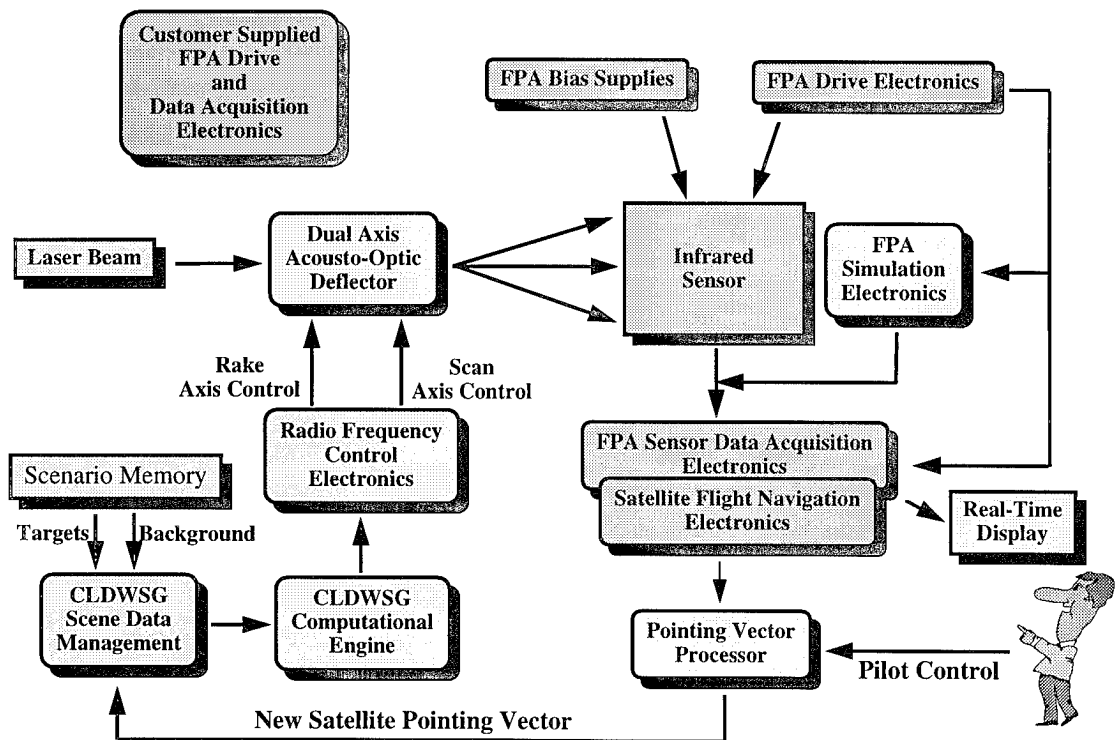 Customer Supplied
FPA Drive
and
Data Acquisition
Electronics
FPA Bias Supplies
FPA Drive Electronics
Laser Beam
Dual Axis
Acousto-Optic
Deflector
Infrared
Sensor
FPA
Simulation
Electronics
Rake
Axis Control
Scan
Axis Control
Radio Frequency
Control
Electronics
FPA Sensor Data Acquisition
Electronics
Satellite Flight Navigation
Electronics
Real-Time
Display
Scenario Memory
Targets
Background
CLDWSG
Scene Data
Management
CLDWSG
Computational
Engine
Pointing Vector
Processor
Pilot Control
New Satellite Pointing Vector